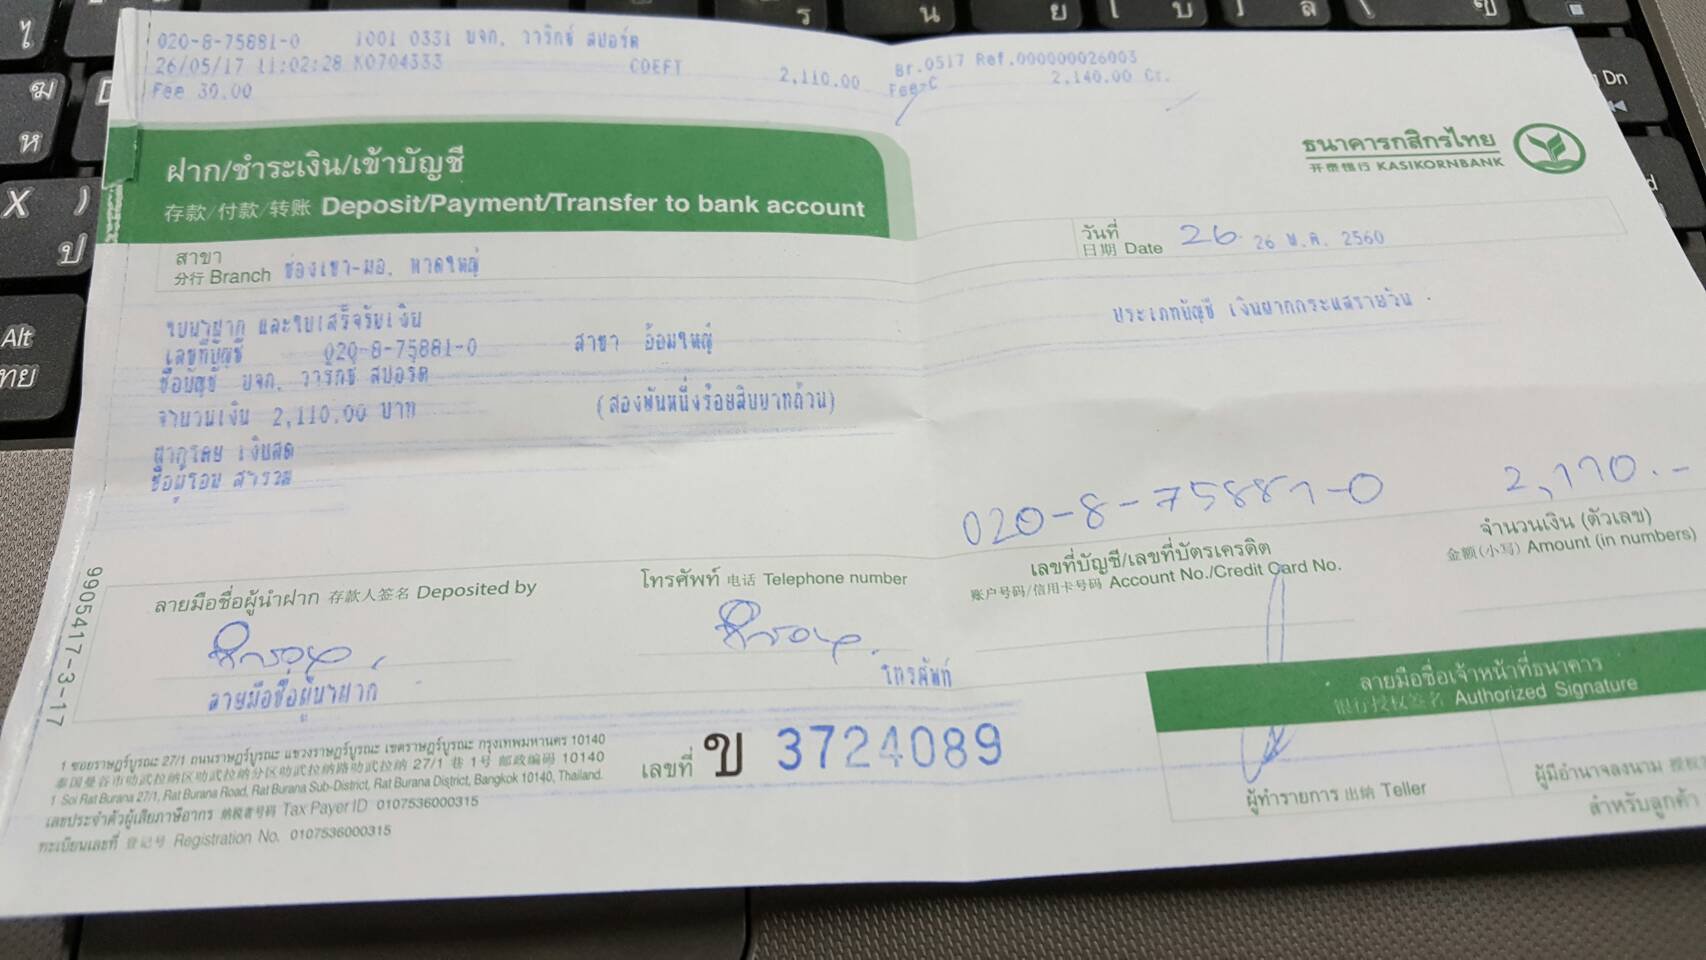 020-8-75881-0 1001 0331 บจก. วาริกซ์ สปอร์ต
26/05/17 11:02:28 K0704333 CDEFT 2,110.00 Br.0517 Ref.000000026003
Fee 30.00 Fee-C 2,140.00 Cr.
ธนาคารกสิกรไทย
开泰银行 KASIKORNBANK
ฝาก/ชำระเงิน/เข้าบัญชี
存款/付款/转账 Deposit/Payment/Transfer to bank account
สาขา
分行 Branch ช่องเขา-มอ. หาดใหญ่
วันที่
日期 Date 26 26 พ.ค. 2560
ใบนำฝาก และใบเสร็จรับเงิน
ประเภทบัญชี เงินฝากกระแสรายวัน
เลขที่บัญชี 020-8-75881-0 สาขา อ้อมใหญ่
ชื่อบัญชี บจก. วาริกซ์ สปอร์ต
จำนวนเงิน 2,110.00 บาท (สองพันหนึ่งร้อยสิบบาทถ้วน)
ฝากโดย เงินสด
020-8-75881-0 2,110.-
เลขที่บัญชี/เลขที่บัตรเครดิต จำนวนเงิน (ตัวเลข)
账户号码/信用卡号码 Account No./Credit Card No. 金额(小写) Amount (in numbers)
ลายมือชื่อผู้นำฝาก 存款人签名 Deposited by โทรศัพท์ 电话 Telephone number
ลายมือชื่อผู้นำฝาก โทรศัพท์
9905417-3-17
ลายมือชื่อเจ้าหน้าที่ธนาคาร
银行授权签名 Authorized Signature
เลขที่ ข 3724089
ผู้ทำรายการ 出纳 Teller ผู้มีอำนาจลงนาม
สำหรับลูกค้า
1 ซอยราษฎร์บูรณะ 27/1 ถนนราษฎร์บูรณะ แขวงราษฎร์บูรณะ เขตราษฎร์บูรณะ กรุงเทพมหานคร 10140
泰国曼谷市叻武拉纳区叻武拉纳分区叻武拉纳路叻武拉纳 27/1 巷 1号 邮政编码 10140
1 Soi Rat Burana 27/1, Rat Burana Road, Rat Burana Sub-District, Rat Burana District, Bangkok 10140, Thailand.
เลขประจำตัวผู้เสียภาษีอากร 纳税者号码 Tax Payer ID 0107536000315
ทะเบียนเลขที่ 登记号 Registration No. 0107536000315
Alt
X
Dn